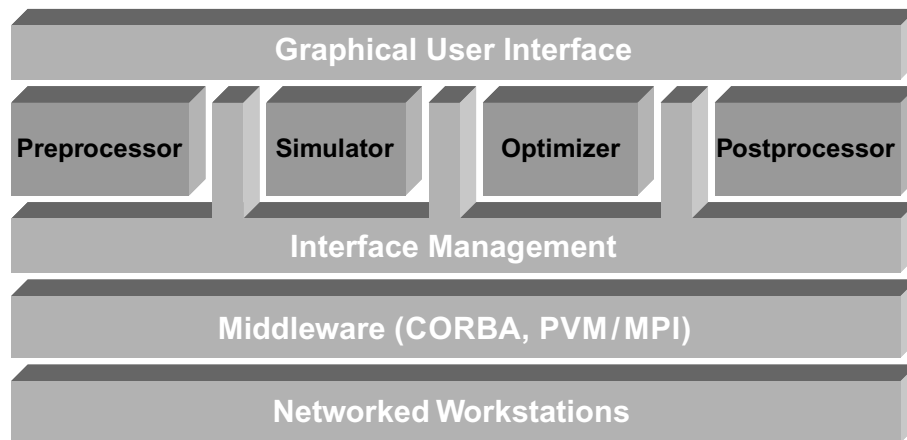 Graphical User Interface
Preprocessor
Simulator
Optimizer
Postprocessor
Interface Management
Middleware (CORBA, PVM/MPI)
Networked Workstations